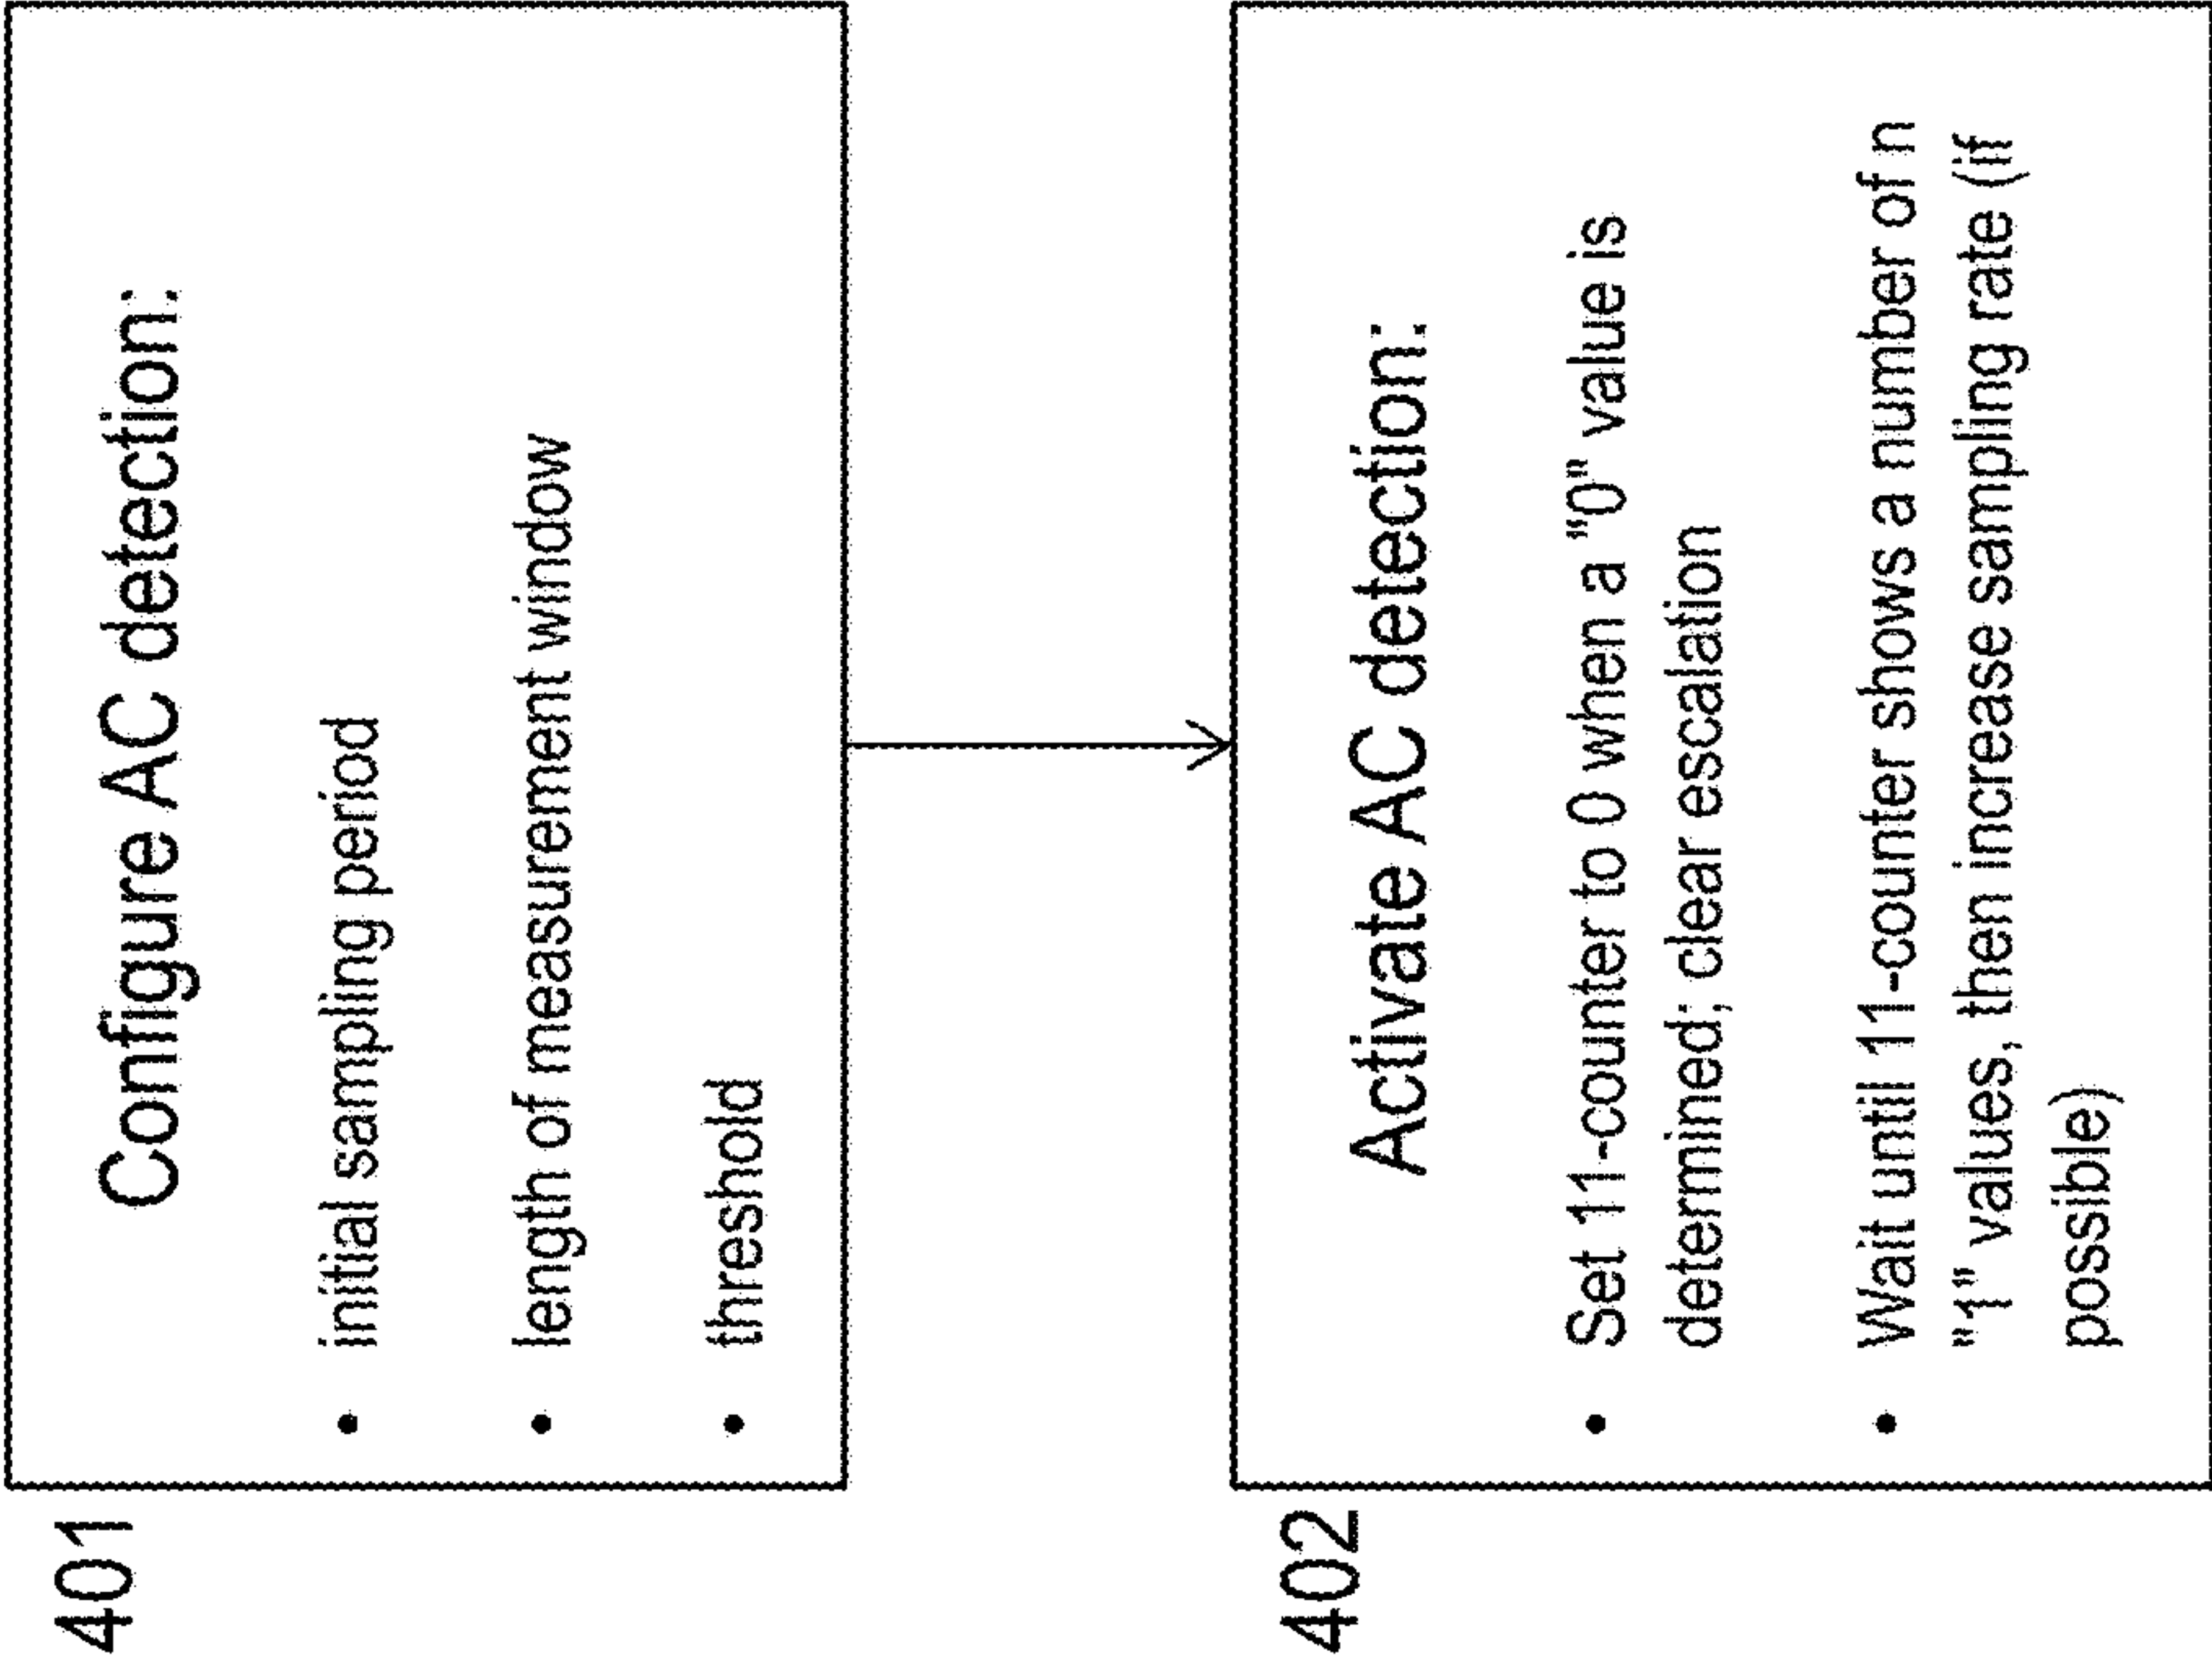 401
Configure AC detection:
• initial sampling period
• length of measurement window
• threshold
402
Activate AC detection:
• Set 11-counter to 0 when a "0" value is
determined; clear escalation
• Wait until 11-counter shows a number of n
"1" values, then increase sampling rate (if
possible)